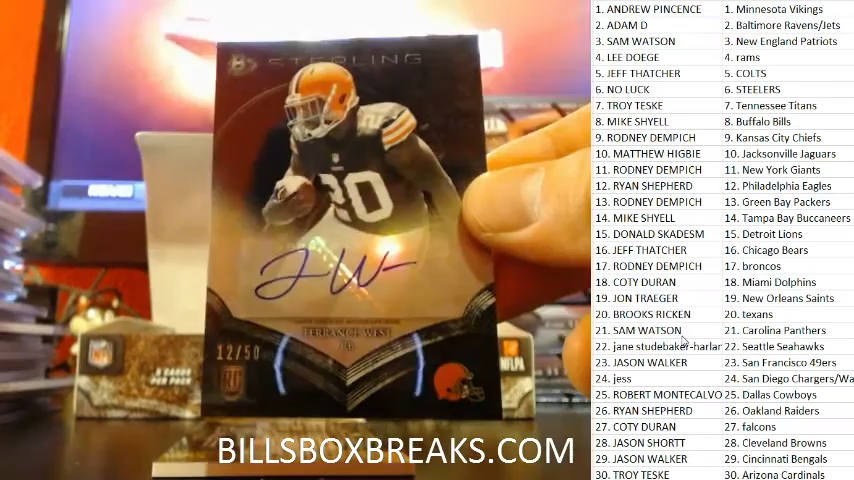 STERLING
20
TERRANCE WEST
RB
12/50
RC
NFL
NFLPA
BILLSBOXBREAKS.COM
1. ANDREW PINCENCE 1. Minnesota Vikings
2. ADAM D 2. Baltimore Ravens/Jets
3. SAM WATSON 3. New England Patriots
4. LEE DOEGE 4. rams
5. JEFF THATCHER 5. COLTS
6. NO LUCK 6. STEELERS
7. TROY TESKE 7. Tennessee Titans
8. MIKE SHYELL 8. Buffalo Bills
9. RODNEY DEMPICH 9. Kansas City Chiefs
10. MATTHEW HIGBIE 10. Jacksonville Jaguars
11. RODNEY DEMPICH 11. New York Giants
12. RYAN SHEPHERD 12. Philadelphia Eagles
13. RODNEY DEMPICH 13. Green Bay Packers
14. MIKE SHYELL 14. Tampa Bay Buccaneers
15. DONALD SKADESM 15. Detroit Lions
16. JEFF THATCHER 16. Chicago Bears
17. RODNEY DEMPICH 17. broncos
18. COTY DURAN 18. Miami Dolphins
19. JON TRAEGER 19. New Orleans Saints
20. BROOKS RICKEN 20. texans
21. SAM WATSON 21. Carolina Panthers
22. jane studebaker-harlar 22. Seattle Seahawks
23. JASON WALKER 23. San Francisco 49ers
24. jess 24. San Diego Chargers/Wa
25. ROBERT MONTECALVO 25. Dallas Cowboys
26. RYAN SHEPHERD 26. Oakland Raiders
27. COTY DURAN 27. falcons
28. JASON SHORTT 28. Cleveland Browns
29. JASON WALKER 29. Cincinnati Bengals
30. TROY TESKE 30. Arizona Cardinals